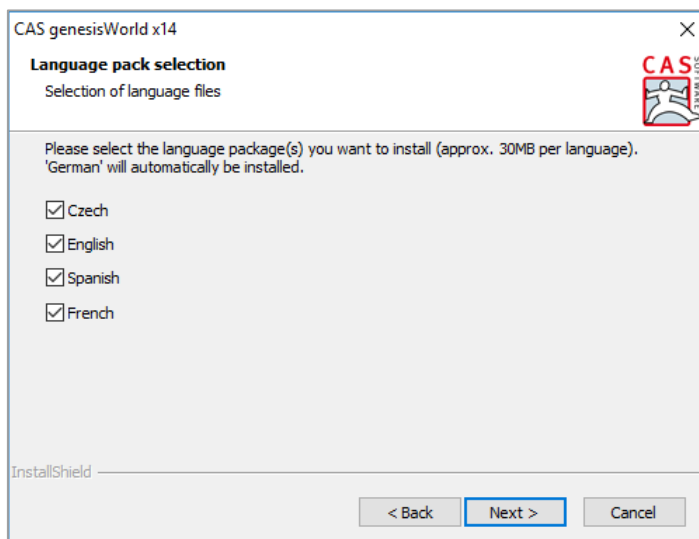 CAS genesisWorld x14
Language pack selection
Selection of language files
CAS
SOFTWARE
Please select the language package(s) you want to install (approx. 30MB per language).
'German' will automatically be installed.
Czech
English
Spanish
French
InstallShield
< Back Next > Cancel